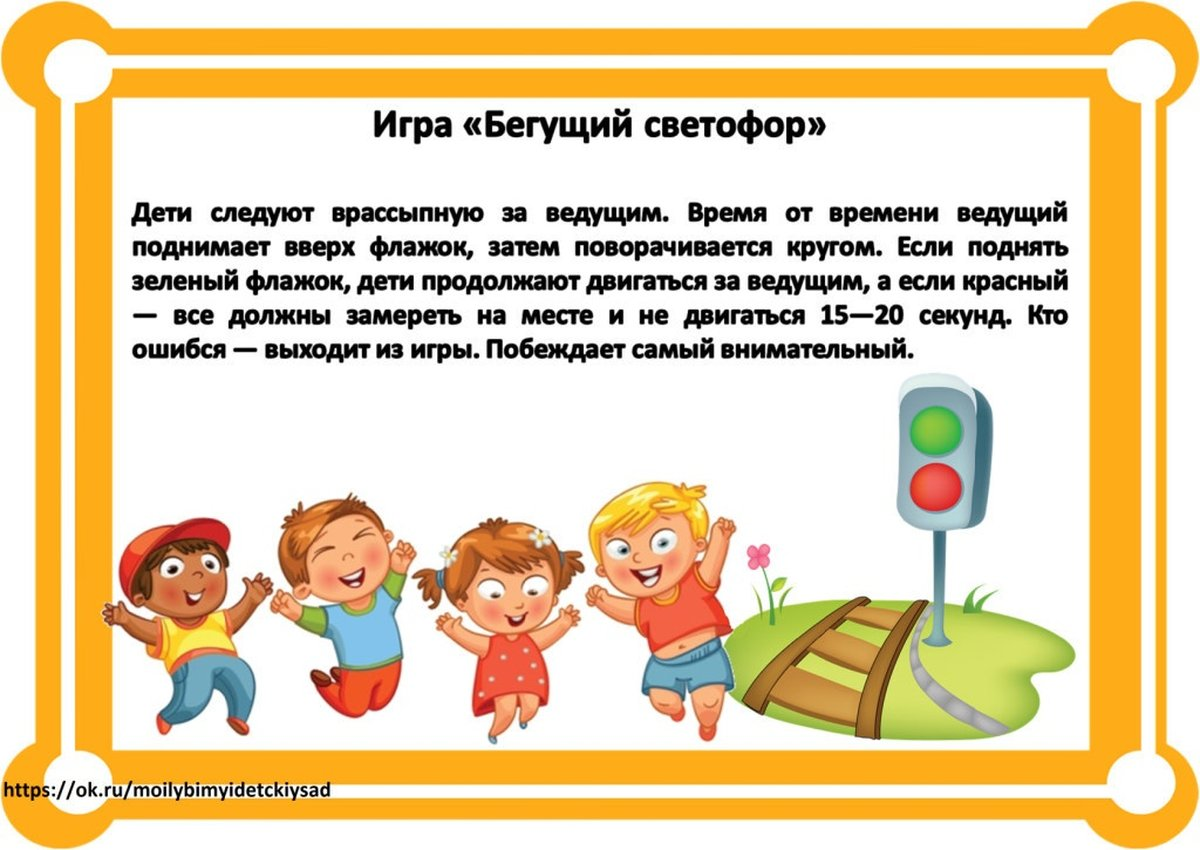 Игра «Бегущий светофор»
Дети следуют врассыпную за ведущим. Время от времени ведущий
поднимает вверх флажок, затем поворачивается кругом. Если поднять
зеленый флажок, дети продолжают двигаться за ведущим, а если красный
— все должны замереть на месте и не двигаться 15—20 секунд. Кто
ошибся — выходит из игры. Побеждает самый внимательный.
https://ok.ru/moilybimyidetckiysad